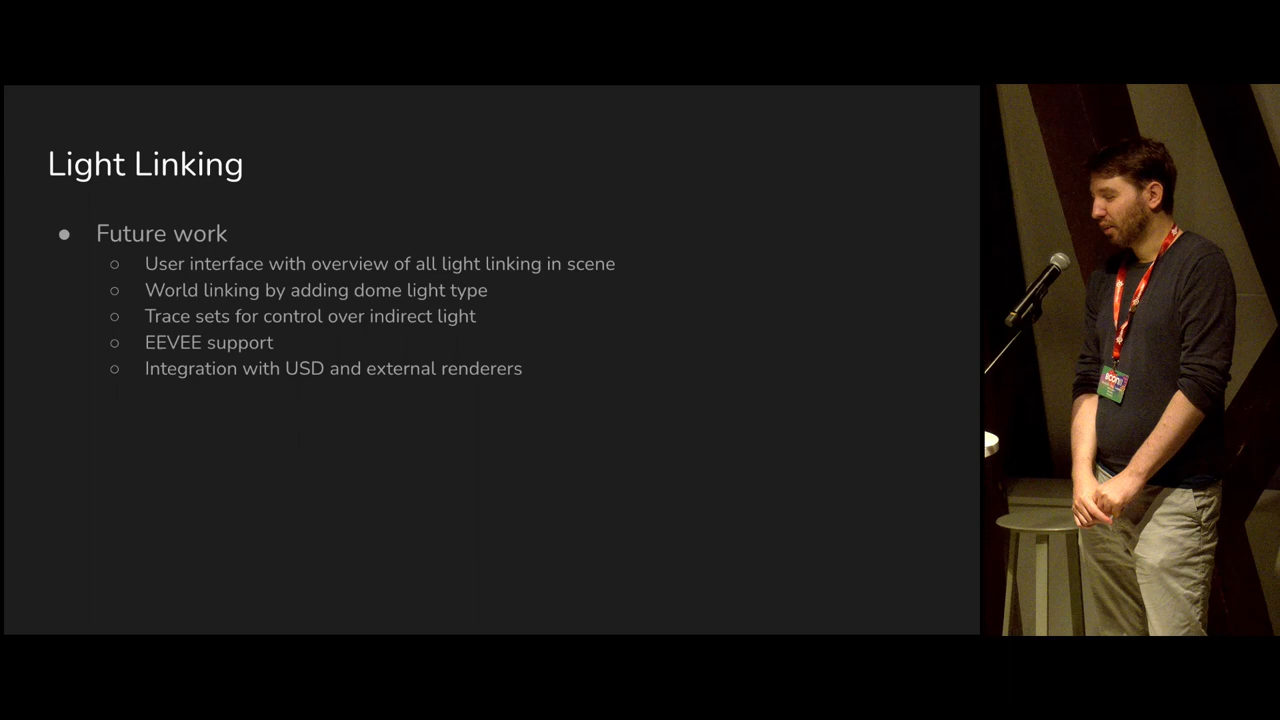 Light Linking
● Future work
○ User interface with overview of all light linking in scene
○ World linking by adding dome light type
○ Trace sets for control over indirect light
○ EEVEE support
○ Integration with USD and external renderers
BCON